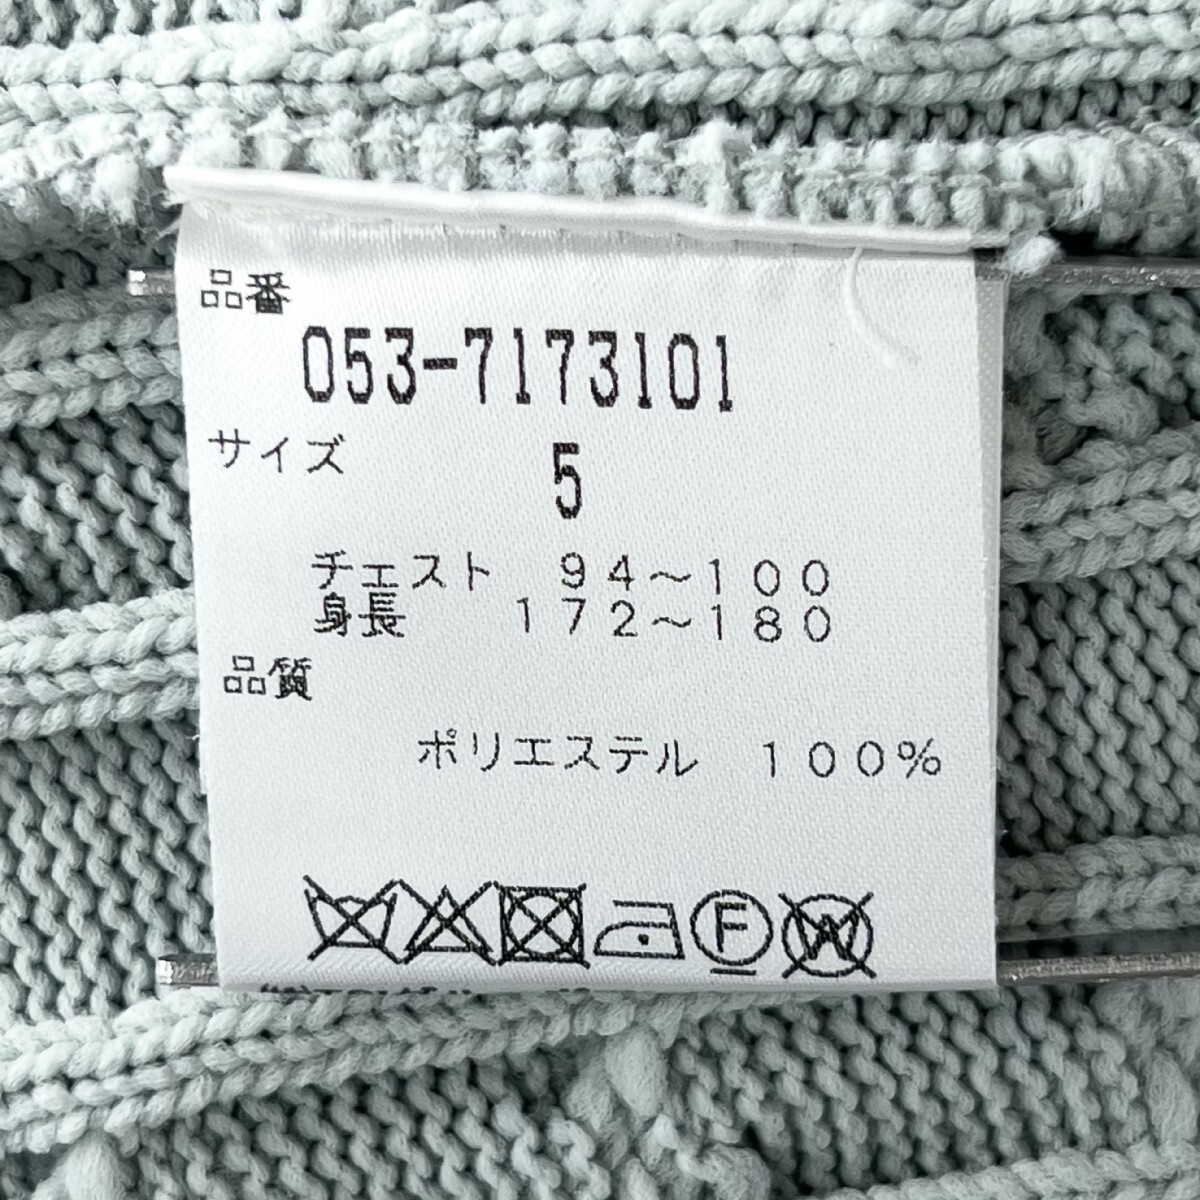 品番
053-7173101
サイズ 5
チェスト 94～100
身長 172～180
品質
ポリエステル 100%
F
W